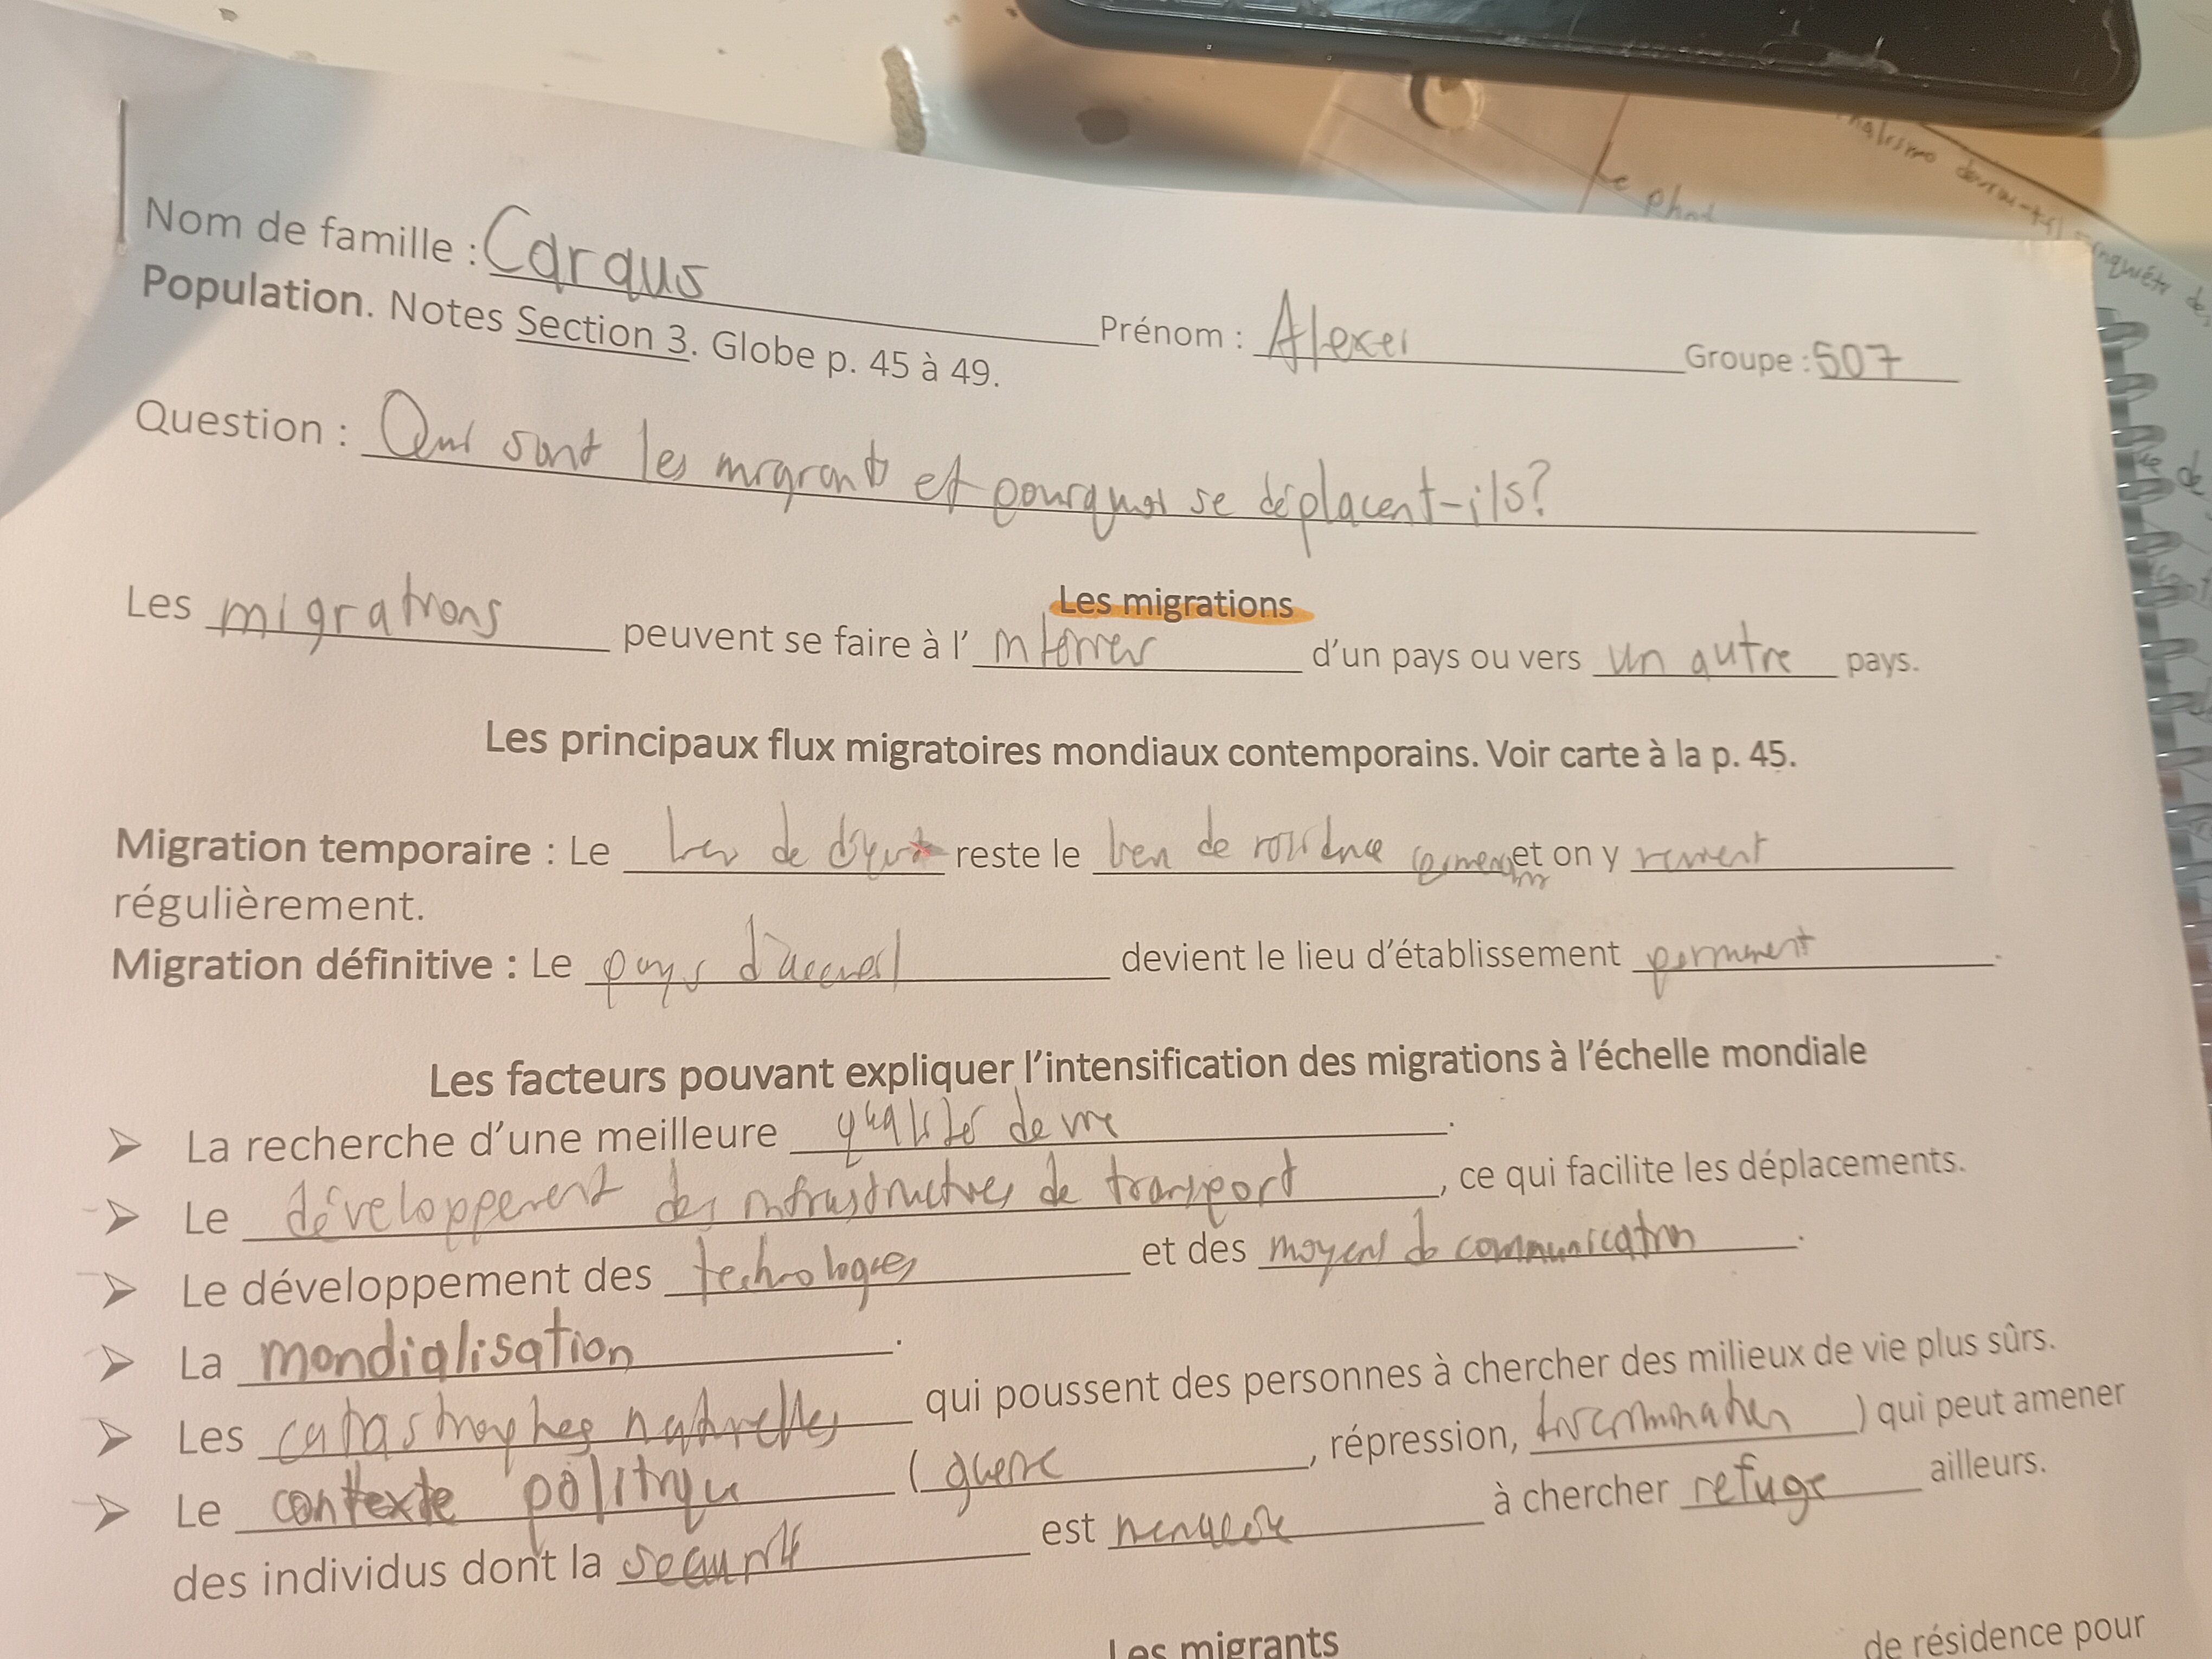 Nom de famille : Caraus Prénom : Alexei Groupe : 507
Population. Notes Section 3. Globe p. 45 à 49.
Question : Qui sont les migrants et pourquoi se déplacent-ils?
Les migrations
Les migrations peuvent se faire à l' interieur d'un pays ou vers un autre pays.
Les principaux flux migratoires mondiaux contemporains. Voir carte à la p. 45.
Migration temporaire : Le lieu de départ reste le lieu de résidence permanent et on y revient
régulièrement.
Migration définitive : Le pays d'accueil devient le lieu d'établissement permanent.
Les facteurs pouvant expliquer l'intensification des migrations à l'échelle mondiale
➤ La recherche d'une meilleure qualité de vie.
➤ Le développement des infrastructures de transport, ce qui facilite les déplacements.
➤ Le développement des technologies et des moyens de communication.
➤ La mondialisation.
➤ Les catastrophes naturelles qui poussent des personnes à chercher des milieux de vie plus sûrs.
➤ Le contexte politique (guerre, répression, discrimination) qui peut amener
des individus dont la sécurité est menacée à chercher refuge ailleurs.
Les migrants
de résidence pour
Le phot